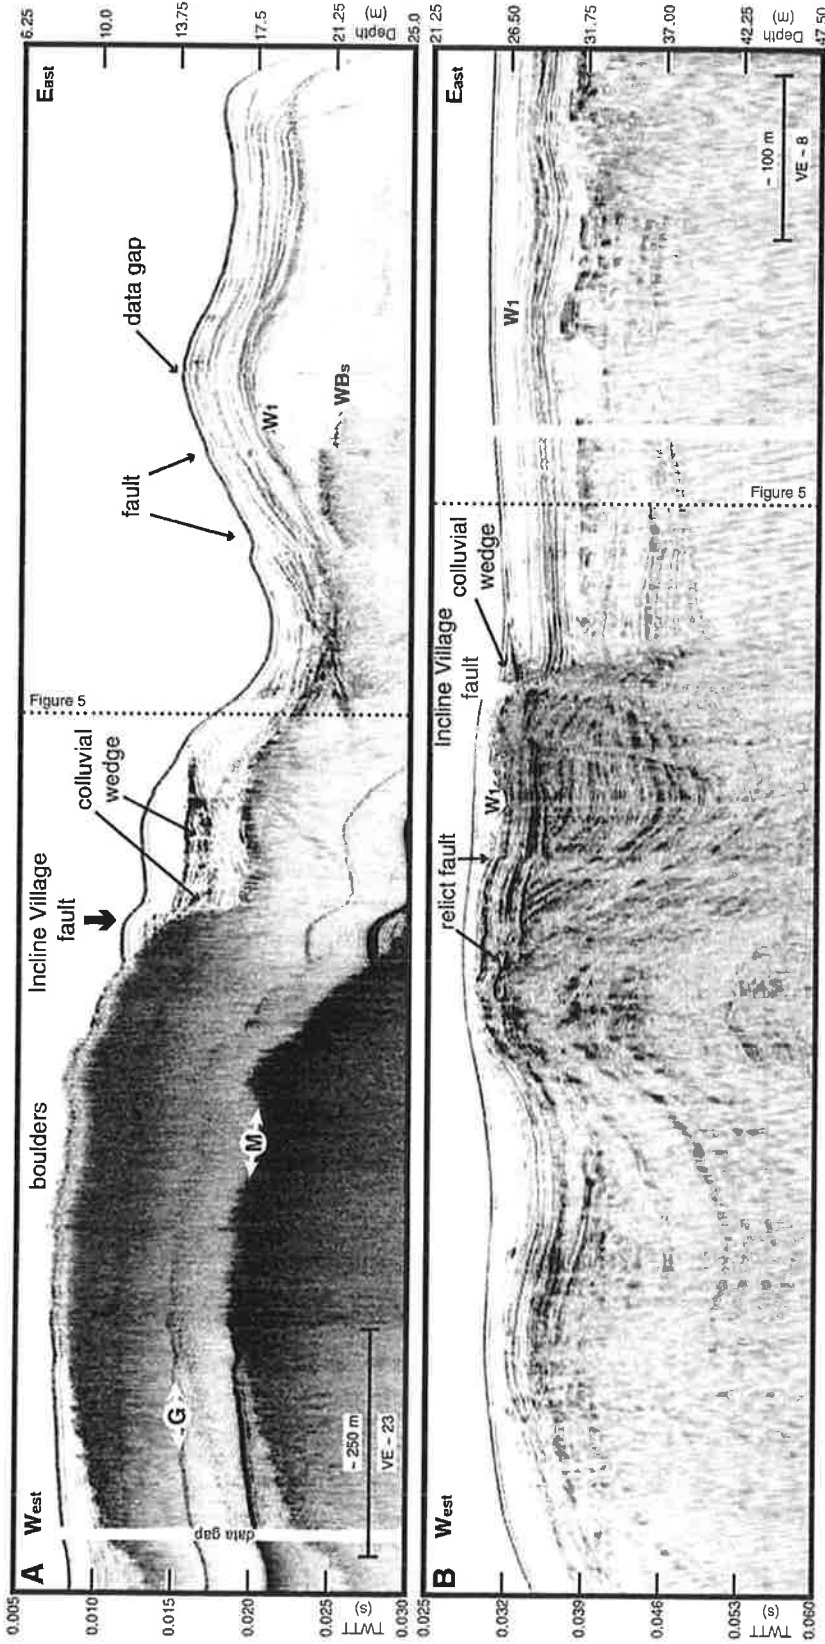 A
West
East
6.25
10.0
13.75
17.5
21.25
25.0
Depth
(m)
0.005
0.010
0.015
0.020
0.025
0.030
TWTT
(s)
data gap
G
M
~ 250 m
VE ~ 23
boulders
Incline Village
fault
colluvial
wedge
Figure 5
fault
data gap
W1
WBs
B
West
East
21.25
26.50
31.75
37.00
42.25
47.50
Depth
(m)
0.025
0.032
0.039
0.046
0.053
0.060
TWTT
(s)
relict fault
W1
Incline Village
fault
colluvial
wedge
Figure 5
W1
~ 100 m
VE ~ 8